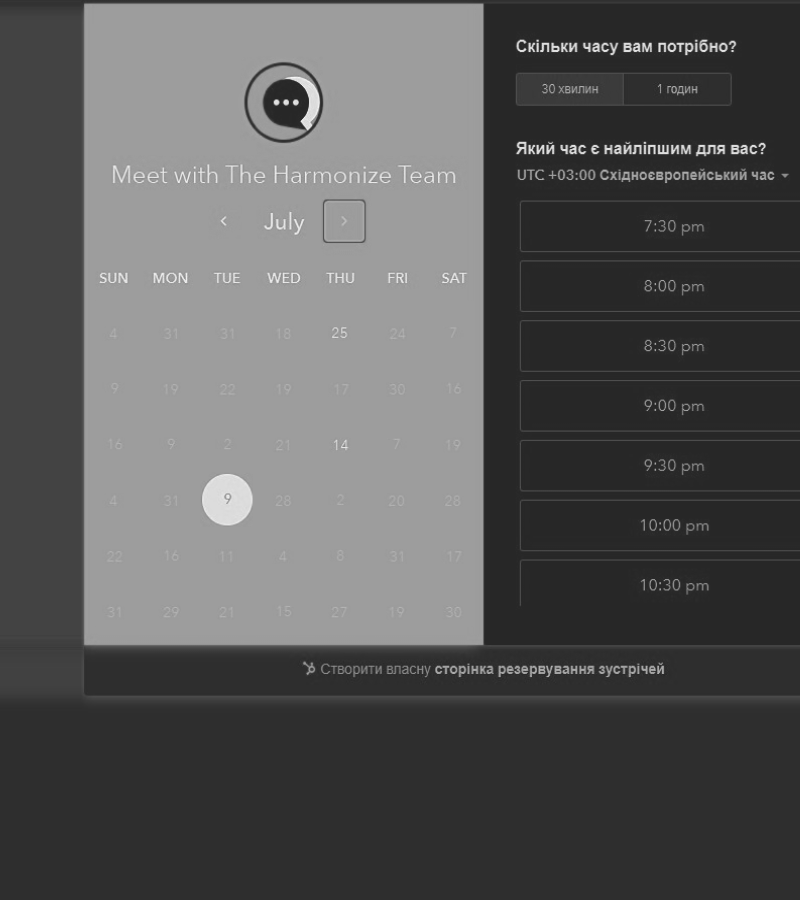 Meet with The Harmonize Team
July
SUN MON TUE WED THU FRI SAT
4 31 31 18 25 24 7
9 19 22 19 17 30 16
16 9 2 21 14 7 19
4 31 9 28 2 20 28
22 16 11 4 8 31 17
31 29 21 15 27 19 30
Скільки часу вам потрібно?
30 хвилин 1 годин
Який час є найліпшим для вас?
UTC +03:00 Східноєвропейський час
7:30 pm
8:00 pm
8:30 pm
9:00 pm
9:30 pm
10:00 pm
10:30 pm
Створити власну сторінка резервування зустрічей